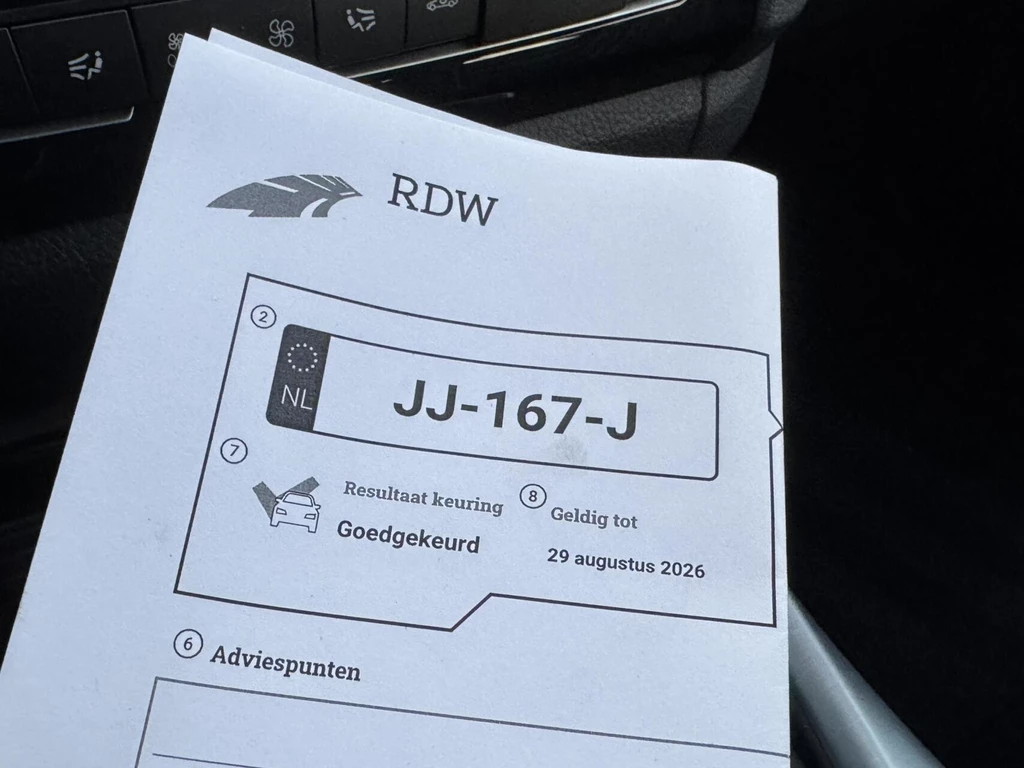 RDW
2
NL
JJ-167-J
7
Resultaat keuring
Goedgekeurd
8
Geldig tot
29 augustus 2026
6 Adviespunten